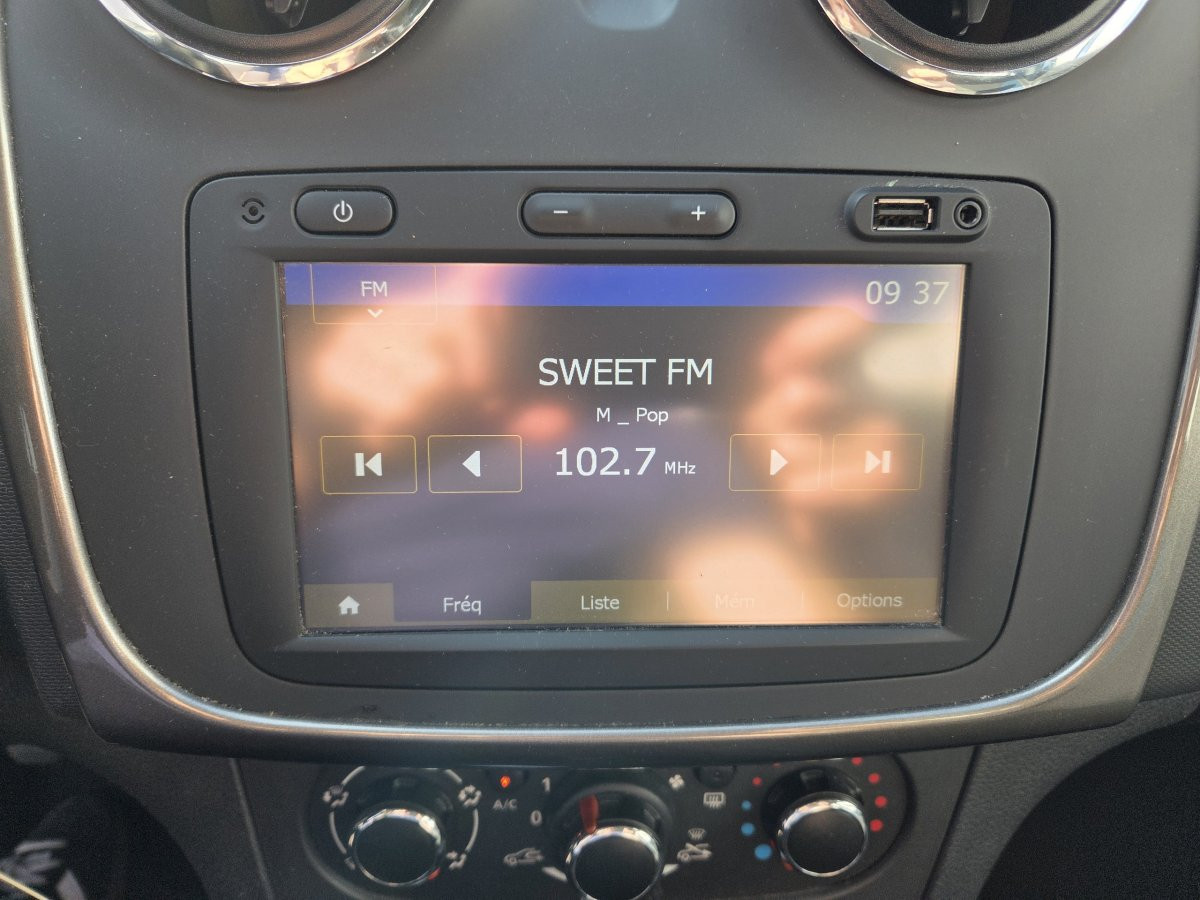 FM
09 37
SWEET FM
M _ Pop
102.7 MHz
Fréq
Liste
Mém
Options
A/C
1
0